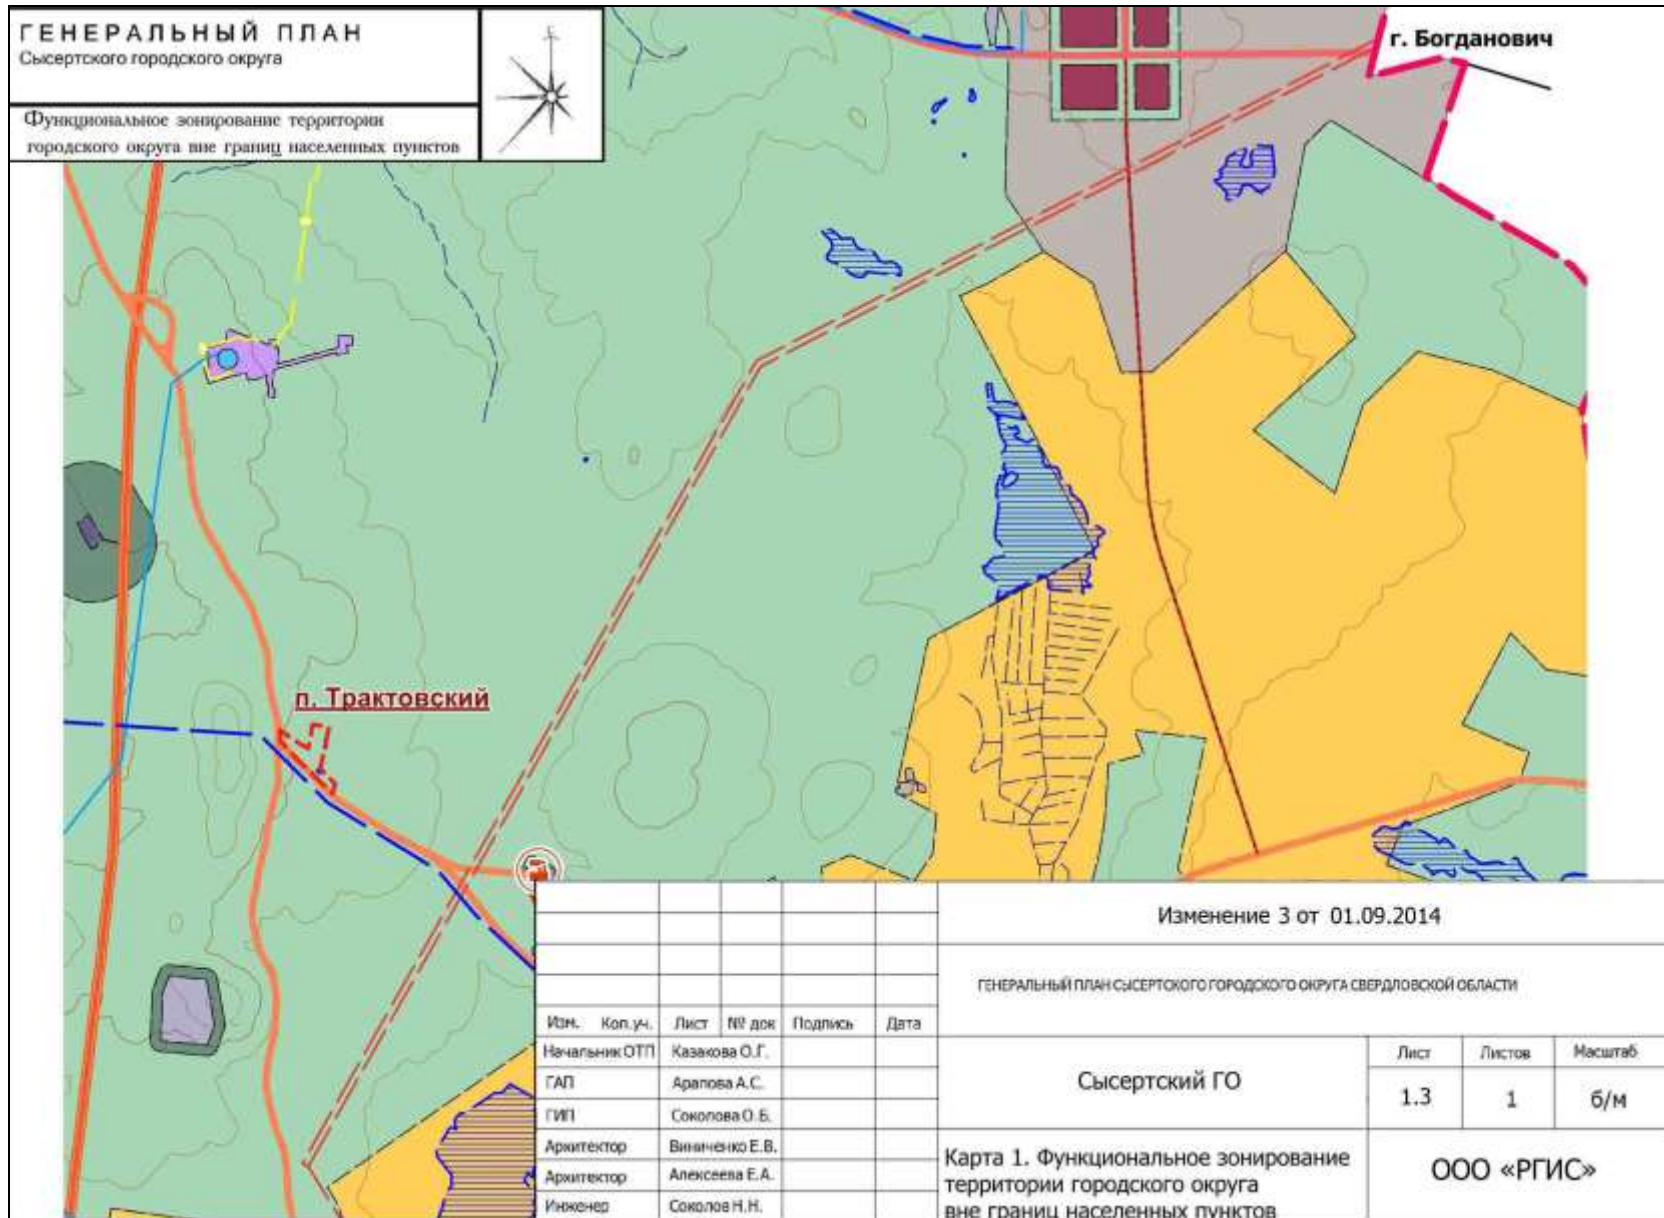 ГЕНЕРАЛЬНЫЙ ПЛАН
Сысертского городского округа
Функциональное зонирование территории
городского округа вне границ населенных пунктов
г. Богданович
п. Трактовский
Изменение 3 от 01.09.2014
ГЕНЕРАЛЬНЫЙ ПЛАН СЫСЕРТСКОГО ГОРОДСКОГО ОКРУГА СВЕРДЛОВСКОЙ ОБЛАСТИ
Изм. Кол.уч. Лист № док Подпись Дата
Начальник ОТП Казакова О.Г.
ГАП Арапова А.С.
ГИП Соколова О.Б.
Архитектор Виниченко Е.В.
Архитектор Алексеева Е.А.
Инженер Соколов Н.Н.
Сысертский ГО
Лист Листов Масштаб
1.3 1 б/м
Карта 1. Функциональное зонирование
территории городского округа
вне границ населенных пунктов
ООО «РГИС»